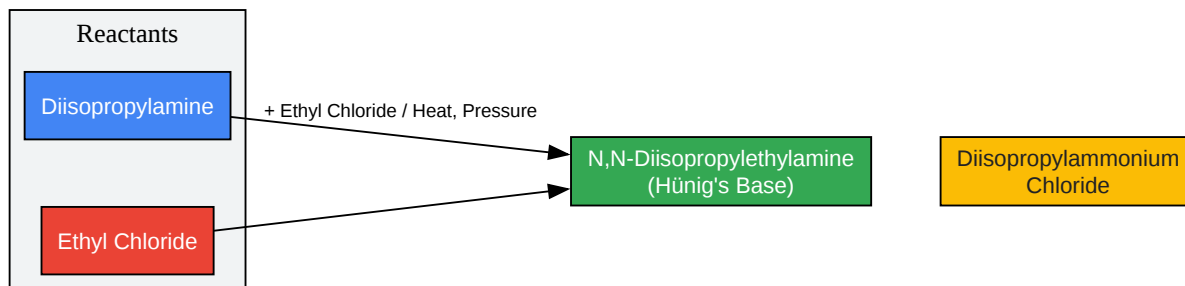 Reactants
Diisopropylamine
+ Ethyl Chloride / Heat, Pressure
Ethyl Chloride
N,N-Diisopropylethylamine
(Hünig's Base)
Diisopropylammonium
Chloride